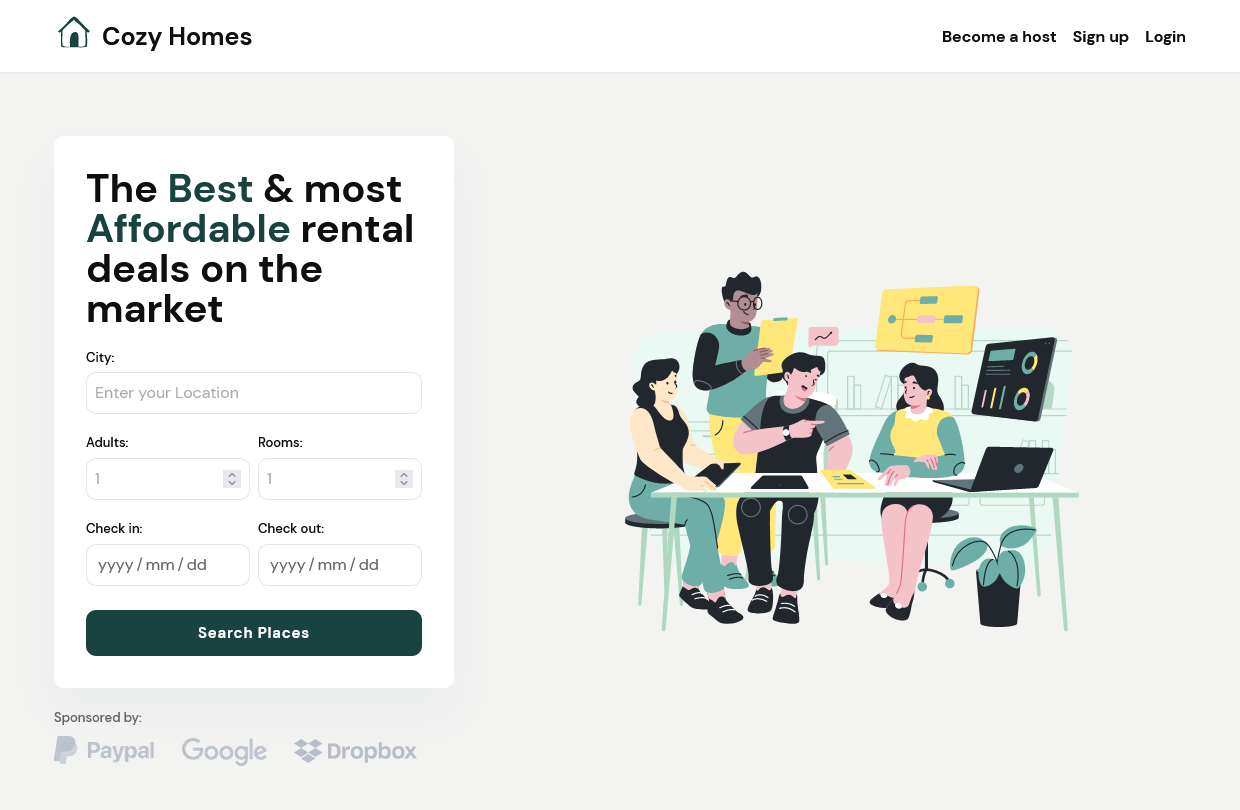 Cozy Homes
Become a host Sign up Login
The Best & most
Affordable rental
deals on the
market
City:
Enter your Location
Adults: Rooms:
1 1
Check in: Check out:
yyyy / mm / dd yyyy / mm / dd
Search Places
Sponsored by:
Paypal Google Dropbox